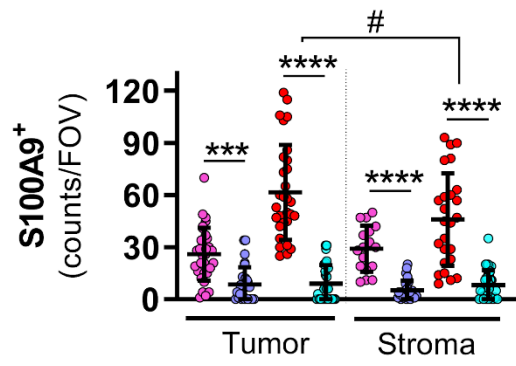 #
****
****
***
****
120
90
60
30
0
S100A9+
(counts/FOV)
Tumor
Stroma